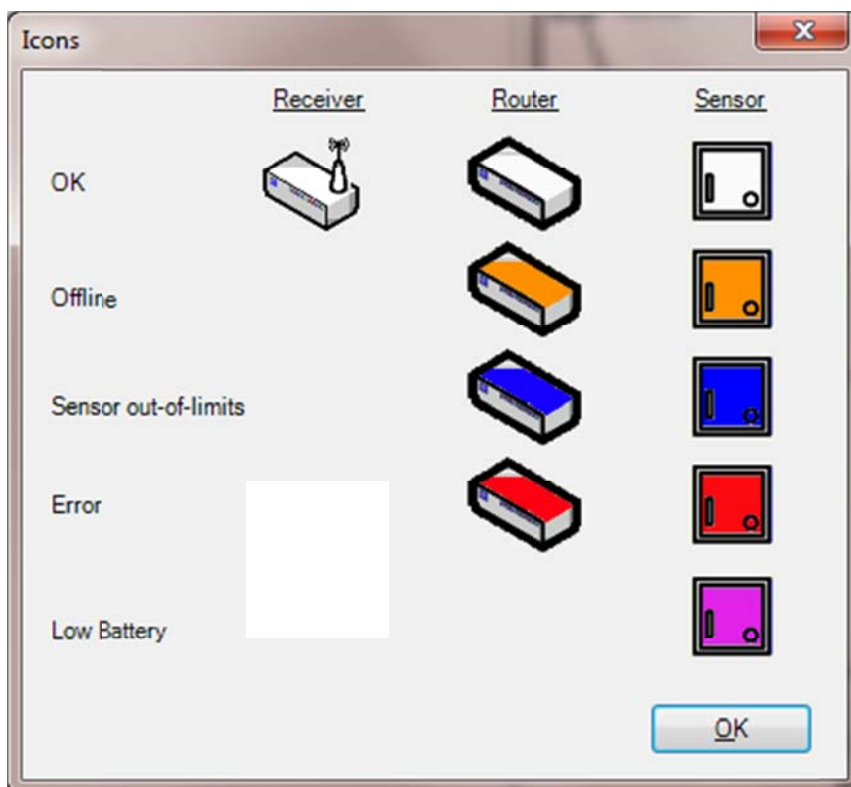 Icons
Receiver Router Sensor
OK
Offline
Sensor out-of-limits
Error
Low Battery
OK